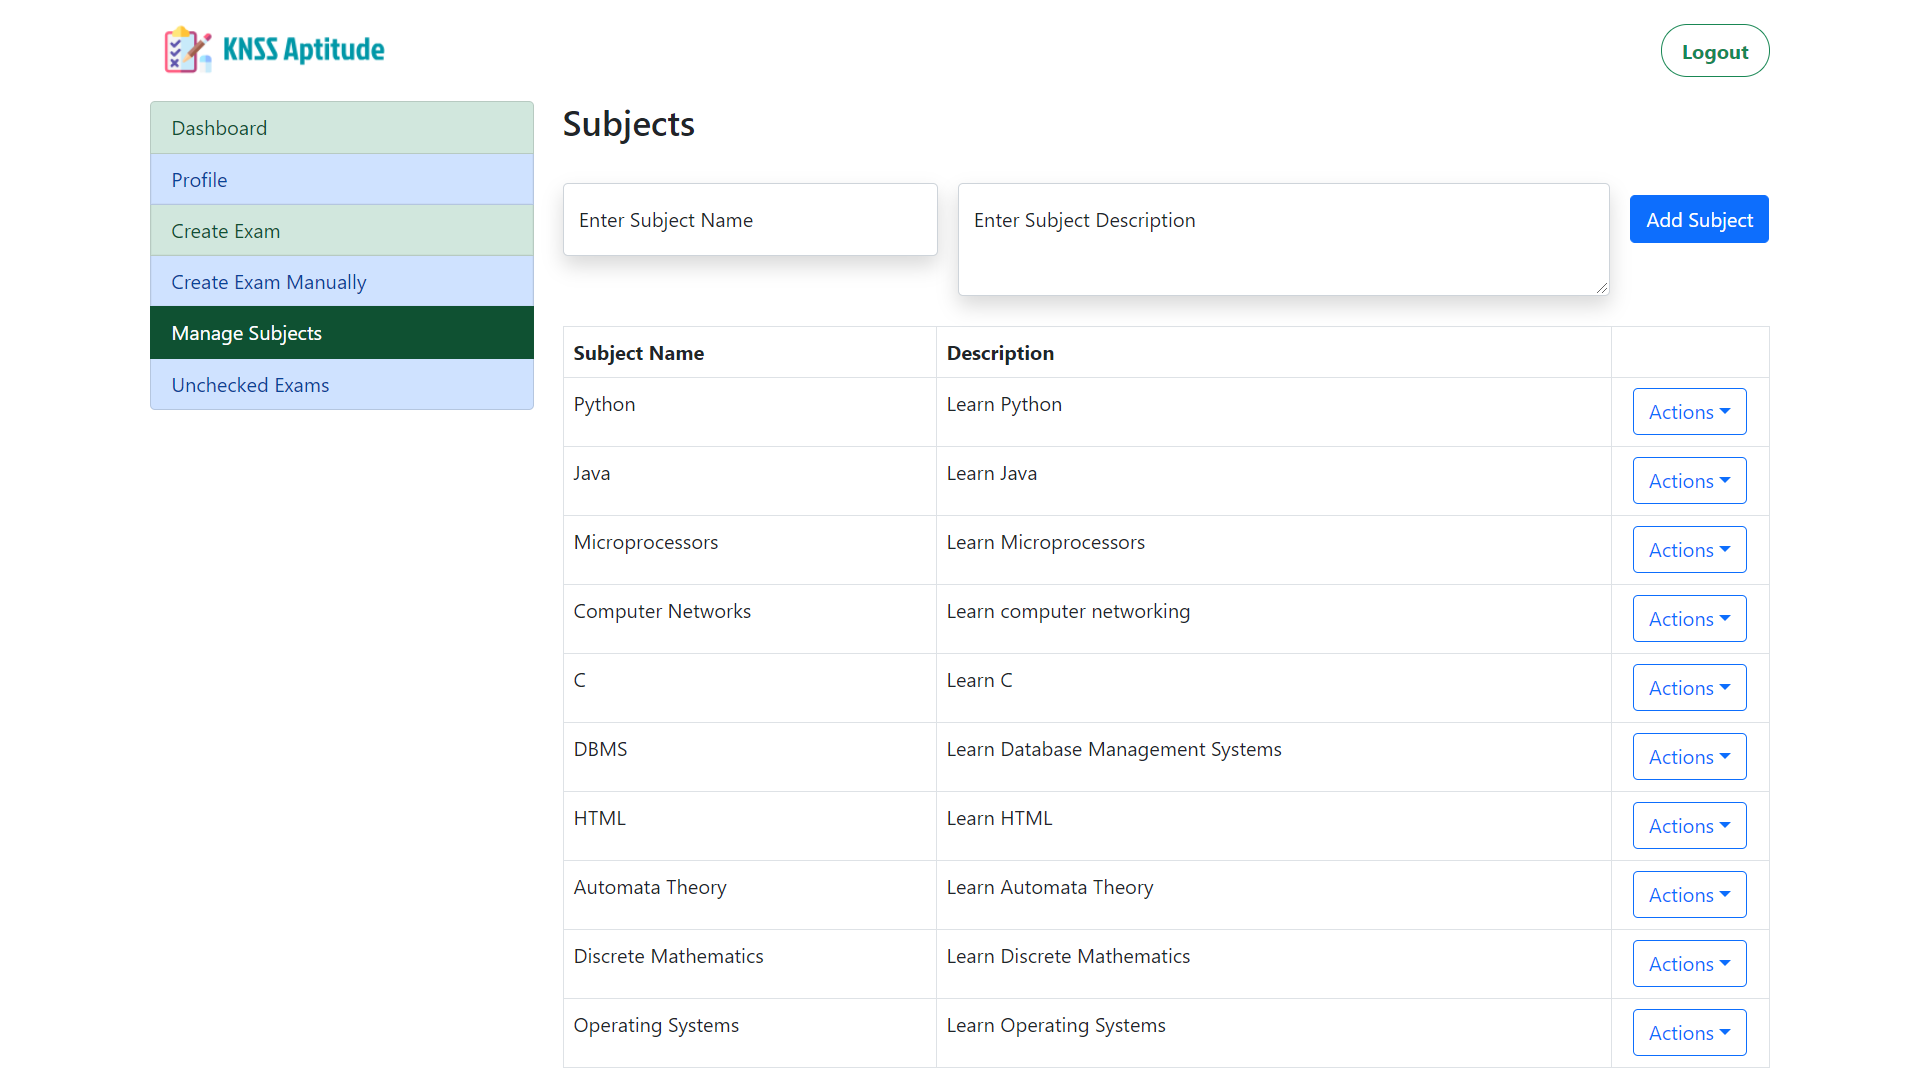 KNSS Aptitude
Logout
Dashboard
Profile
Create Exam
Create Exam Manually
Manage Subjects
Unchecked Exams
Subjects
Enter Subject Name
Enter Subject Description
Add Subject
Subject Name Description
Python Learn Python Actions
Java Learn Java Actions
Microprocessors Learn Microprocessors Actions
Computer Networks Learn computer networking Actions
C Learn C Actions
DBMS Learn Database Management Systems Actions
HTML Learn HTML Actions
Automata Theory Learn Automata Theory Actions
Discrete Mathematics Learn Discrete Mathematics Actions
Operating Systems Learn Operating Systems Actions